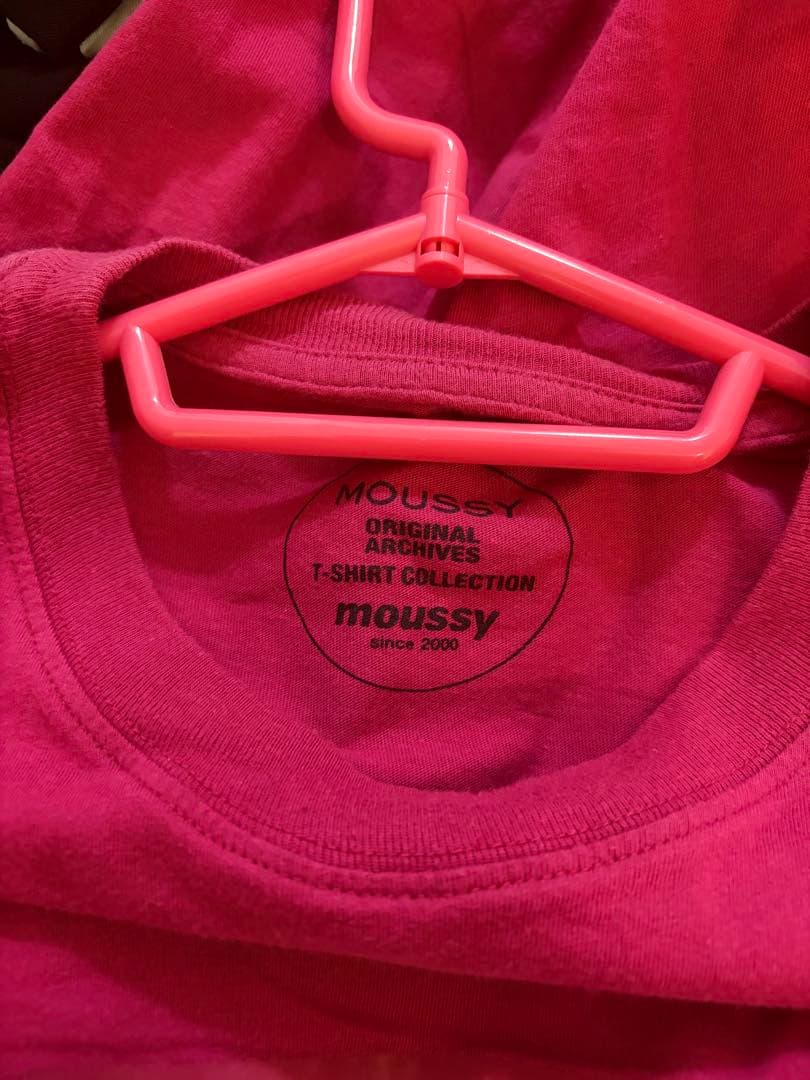 MOUSSY
ORIGINAL
ARCHIVES
T-SHIRT COLLECTION
moussy
since 2000